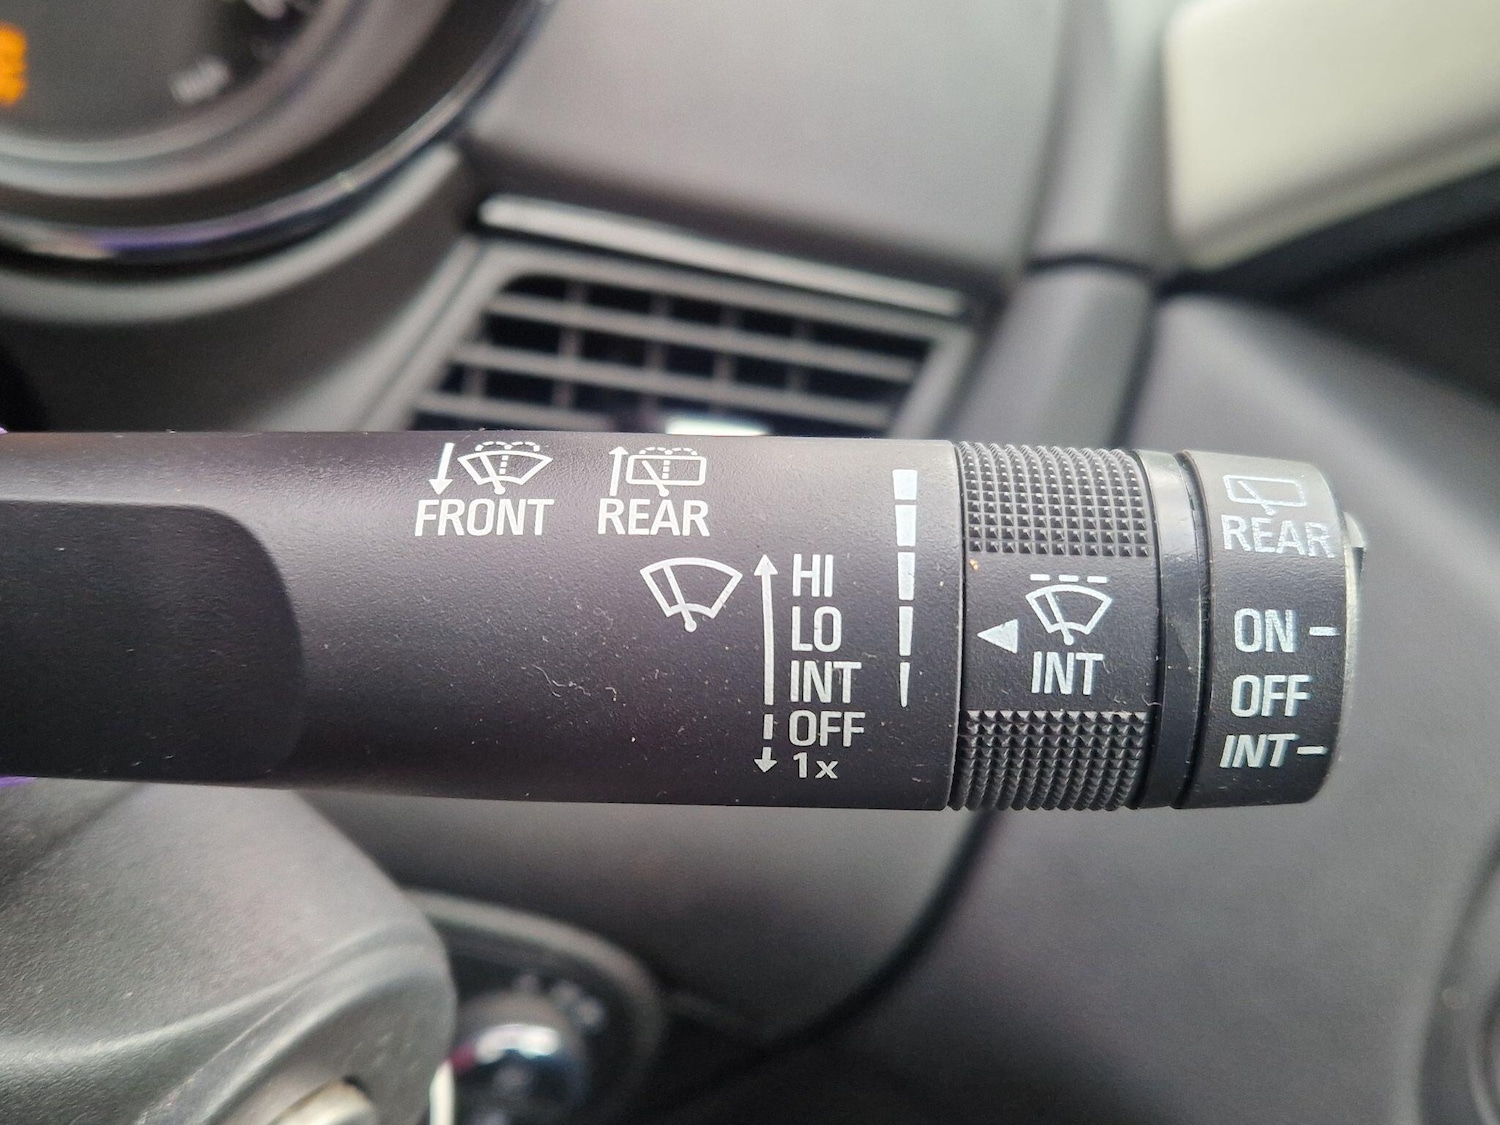 FRONT
REAR
HI
LO
INT
OFF
1x
INT
REAR
ON -
OFF
INT -